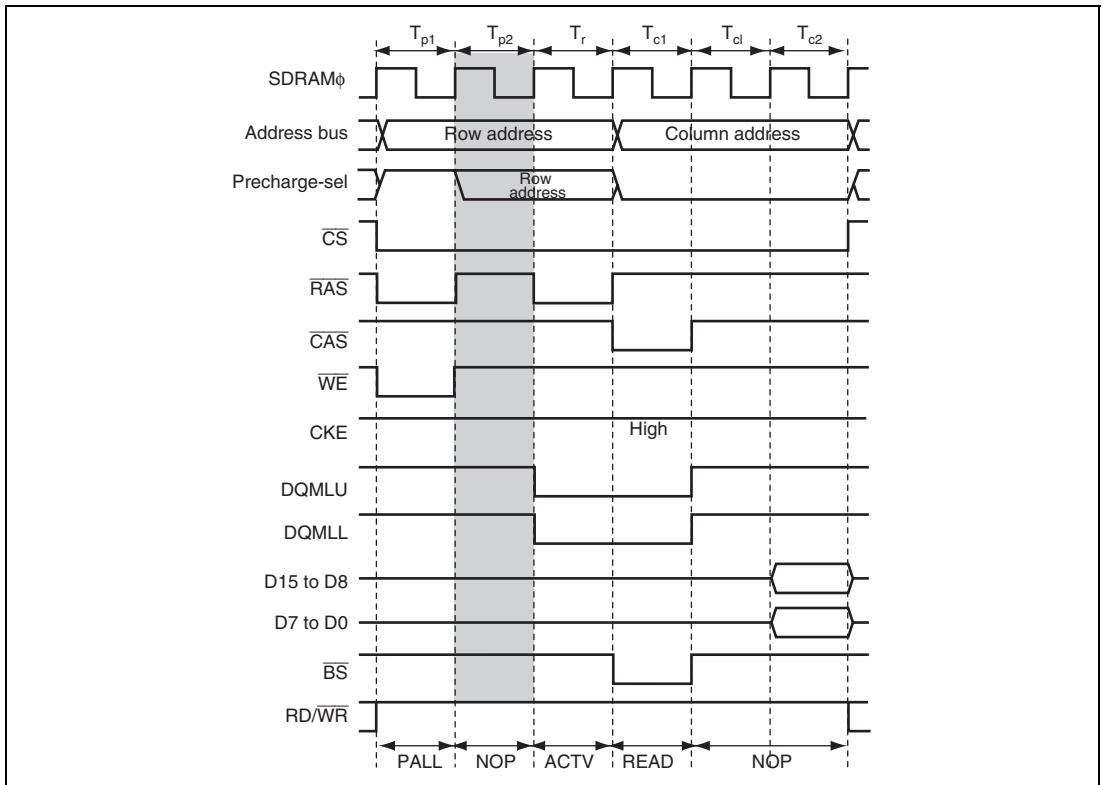 Tp1 Tp2 Tr Tc1 Tcl Tc2
SDRAMφ
Address bus Row address Column address
Precharge-sel Row address
CS
RAS
CAS
WE
CKE High
DQMLU
DQMLL
D15 to D8
D7 to D0
BS
RD/WR
PALL NOP ACTV READ NOP